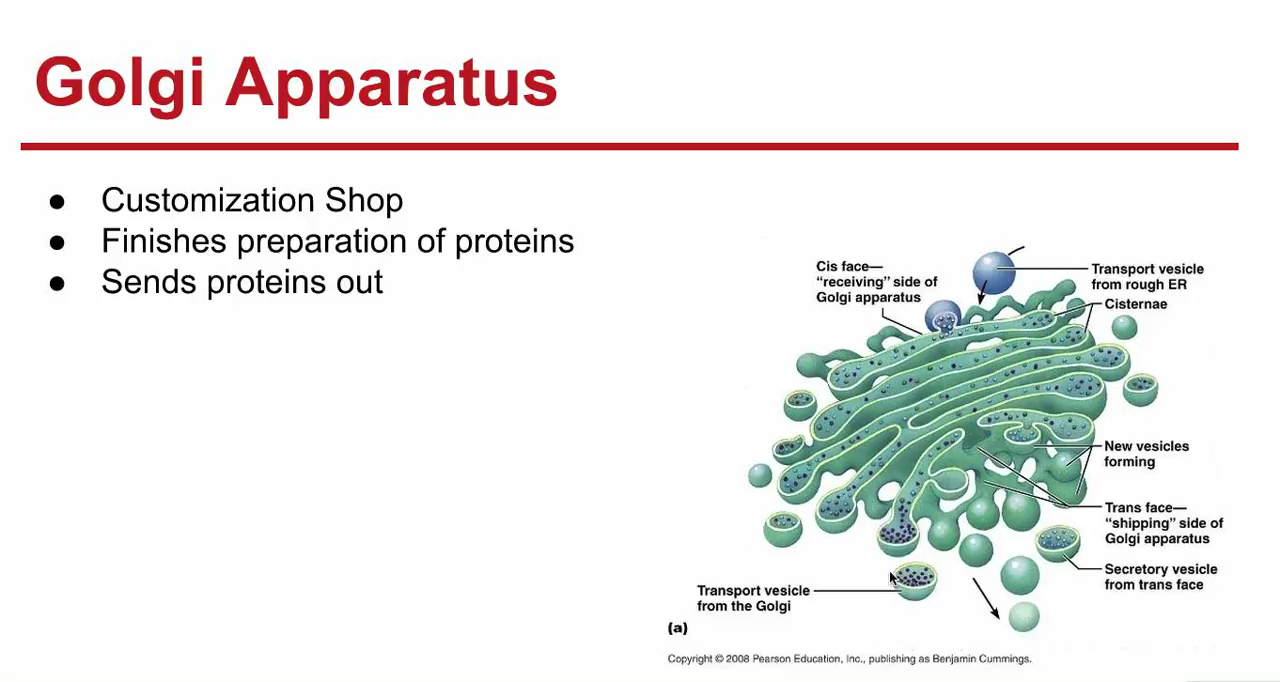 Golgi Apparatus
● Customization Shop
● Finishes preparation of proteins
● Sends proteins out
Cis face—
“receiving” side of
Golgi apparatus
Transport vesicle
from rough ER
Cisternae
New vesicles
forming
Trans face—
“shipping” side of
Golgi apparatus
Secretory vesicle
from trans face
Transport vesicle
from the Golgi
(a)
Copyright © 2008 Pearson Education, Inc., publishing as Benjamin Cummings.